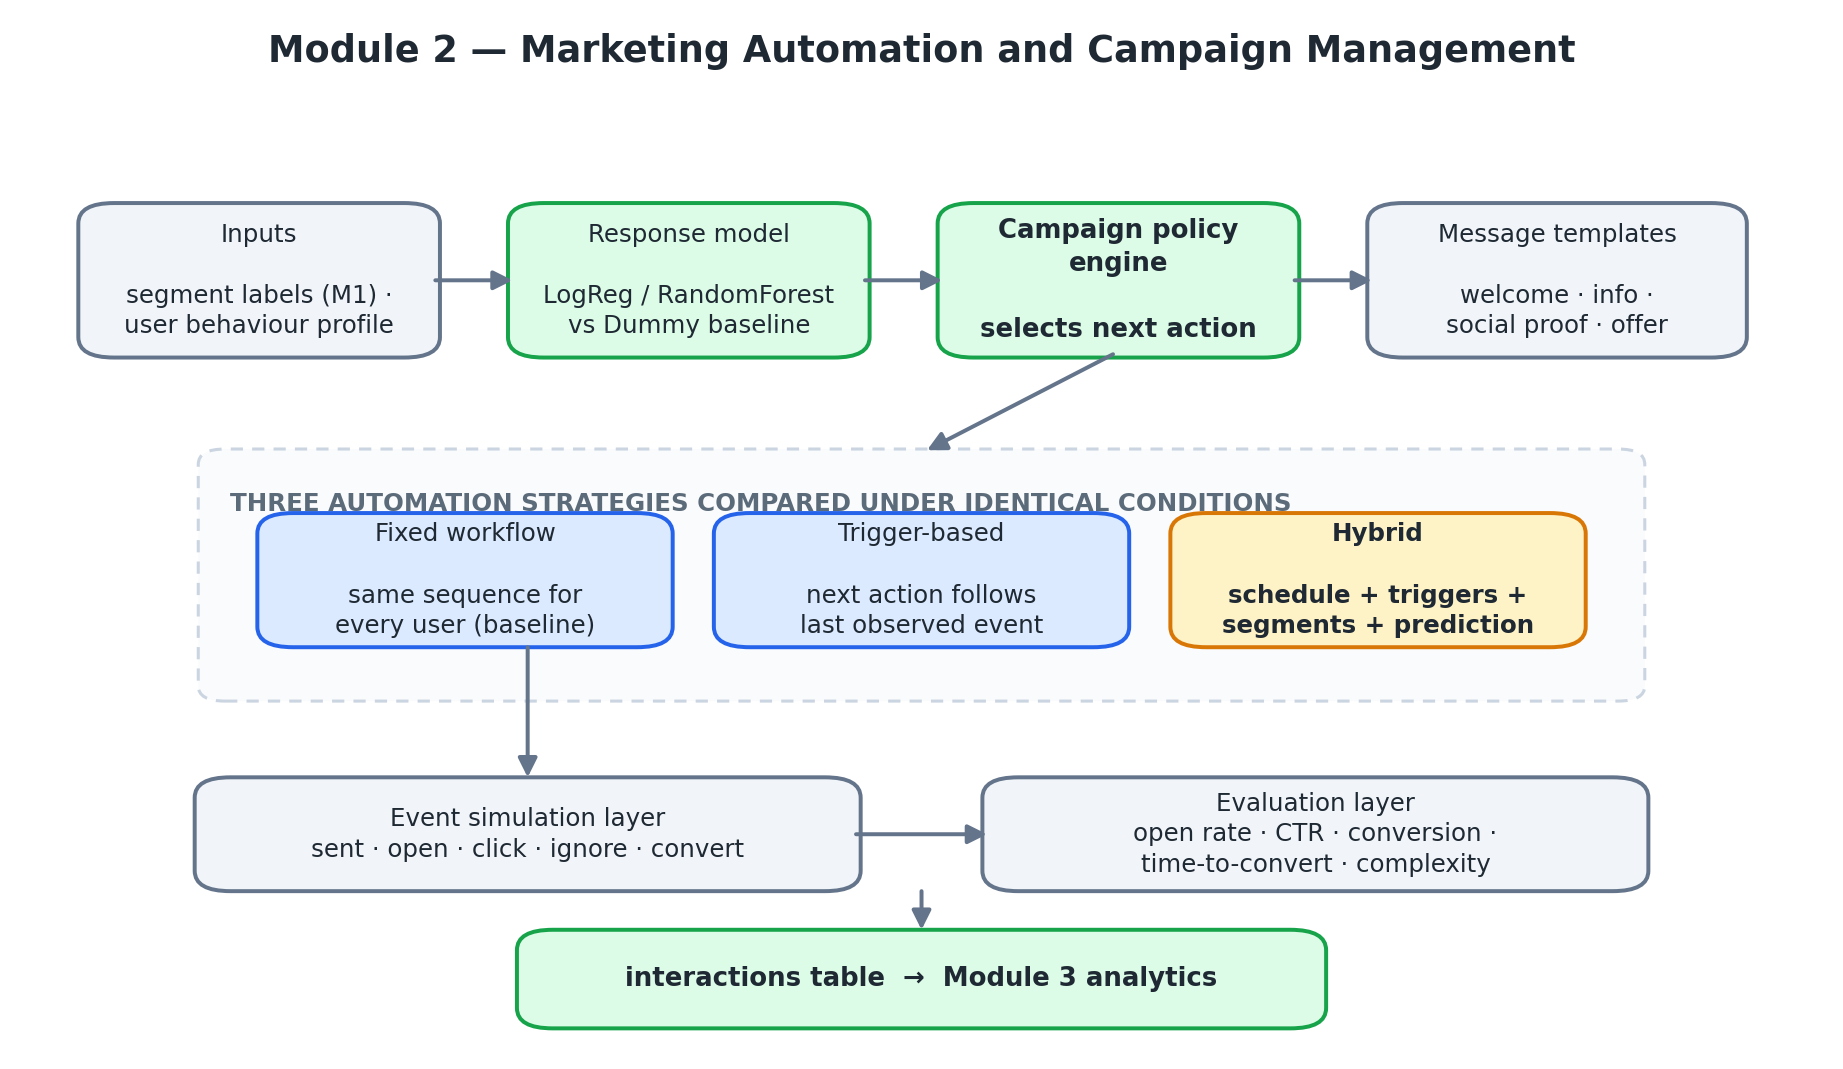 Module 2 — Marketing Automation and Campaign Management
Inputs
segment labels (M1) ·
user behaviour profile
Response model
LogReg / RandomForest
vs Dummy baseline
Campaign policy
engine
selects next action
Message templates
welcome · info ·
social proof · offer
THREE AUTOMATION STRATEGIES COMPARED UNDER IDENTICAL CONDITIONS
Fixed workflow
same sequence for
every user (baseline)
Trigger-based
next action follows
last observed event
Hybrid
schedule + triggers +
segments + prediction
Event simulation layer
sent · open · click · ignore · convert
Evaluation layer
open rate · CTR · conversion ·
time-to-convert · complexity
interactions table → Module 3 analytics